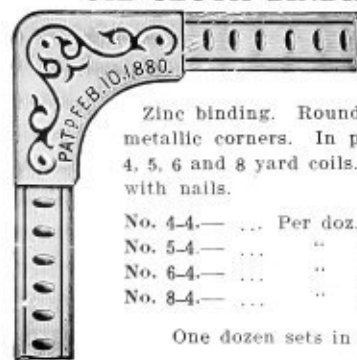 PAT'D FEB. 10. 1880.
Zinc binding. Round
metallic corners. In p
4, 5, 6 and 8 yard coils.
with nails.
No. 4-4.— ... Per doz.
No. 5-4.— ... "
No. 6-4.— ... "
No. 8-4.— ... "
One dozen sets in